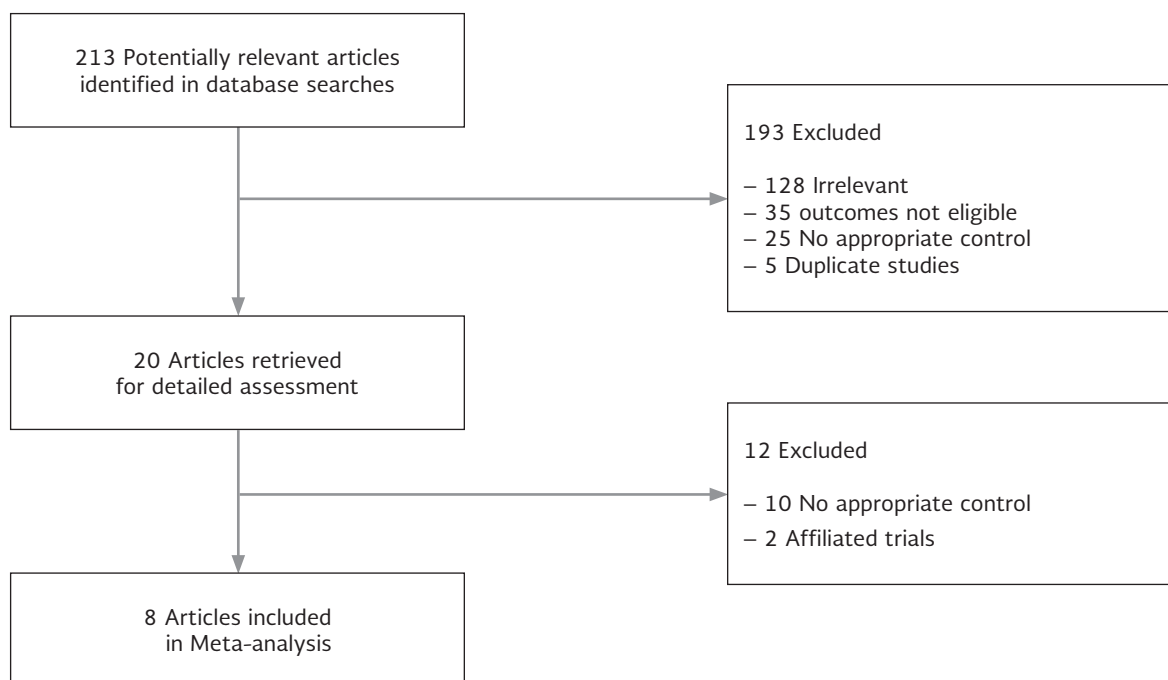 213 Potentially relevant articles
identified in database searches
193 Excluded
– 128 Irrelevant
– 35 outcomes not eligible
– 25 No appropriate control
– 5 Duplicate studies
20 Articles retrieved
for detailed assessment
12 Excluded
– 10 No appropriate control
– 2 Affiliated trials
8 Articles included
in Meta-analysis